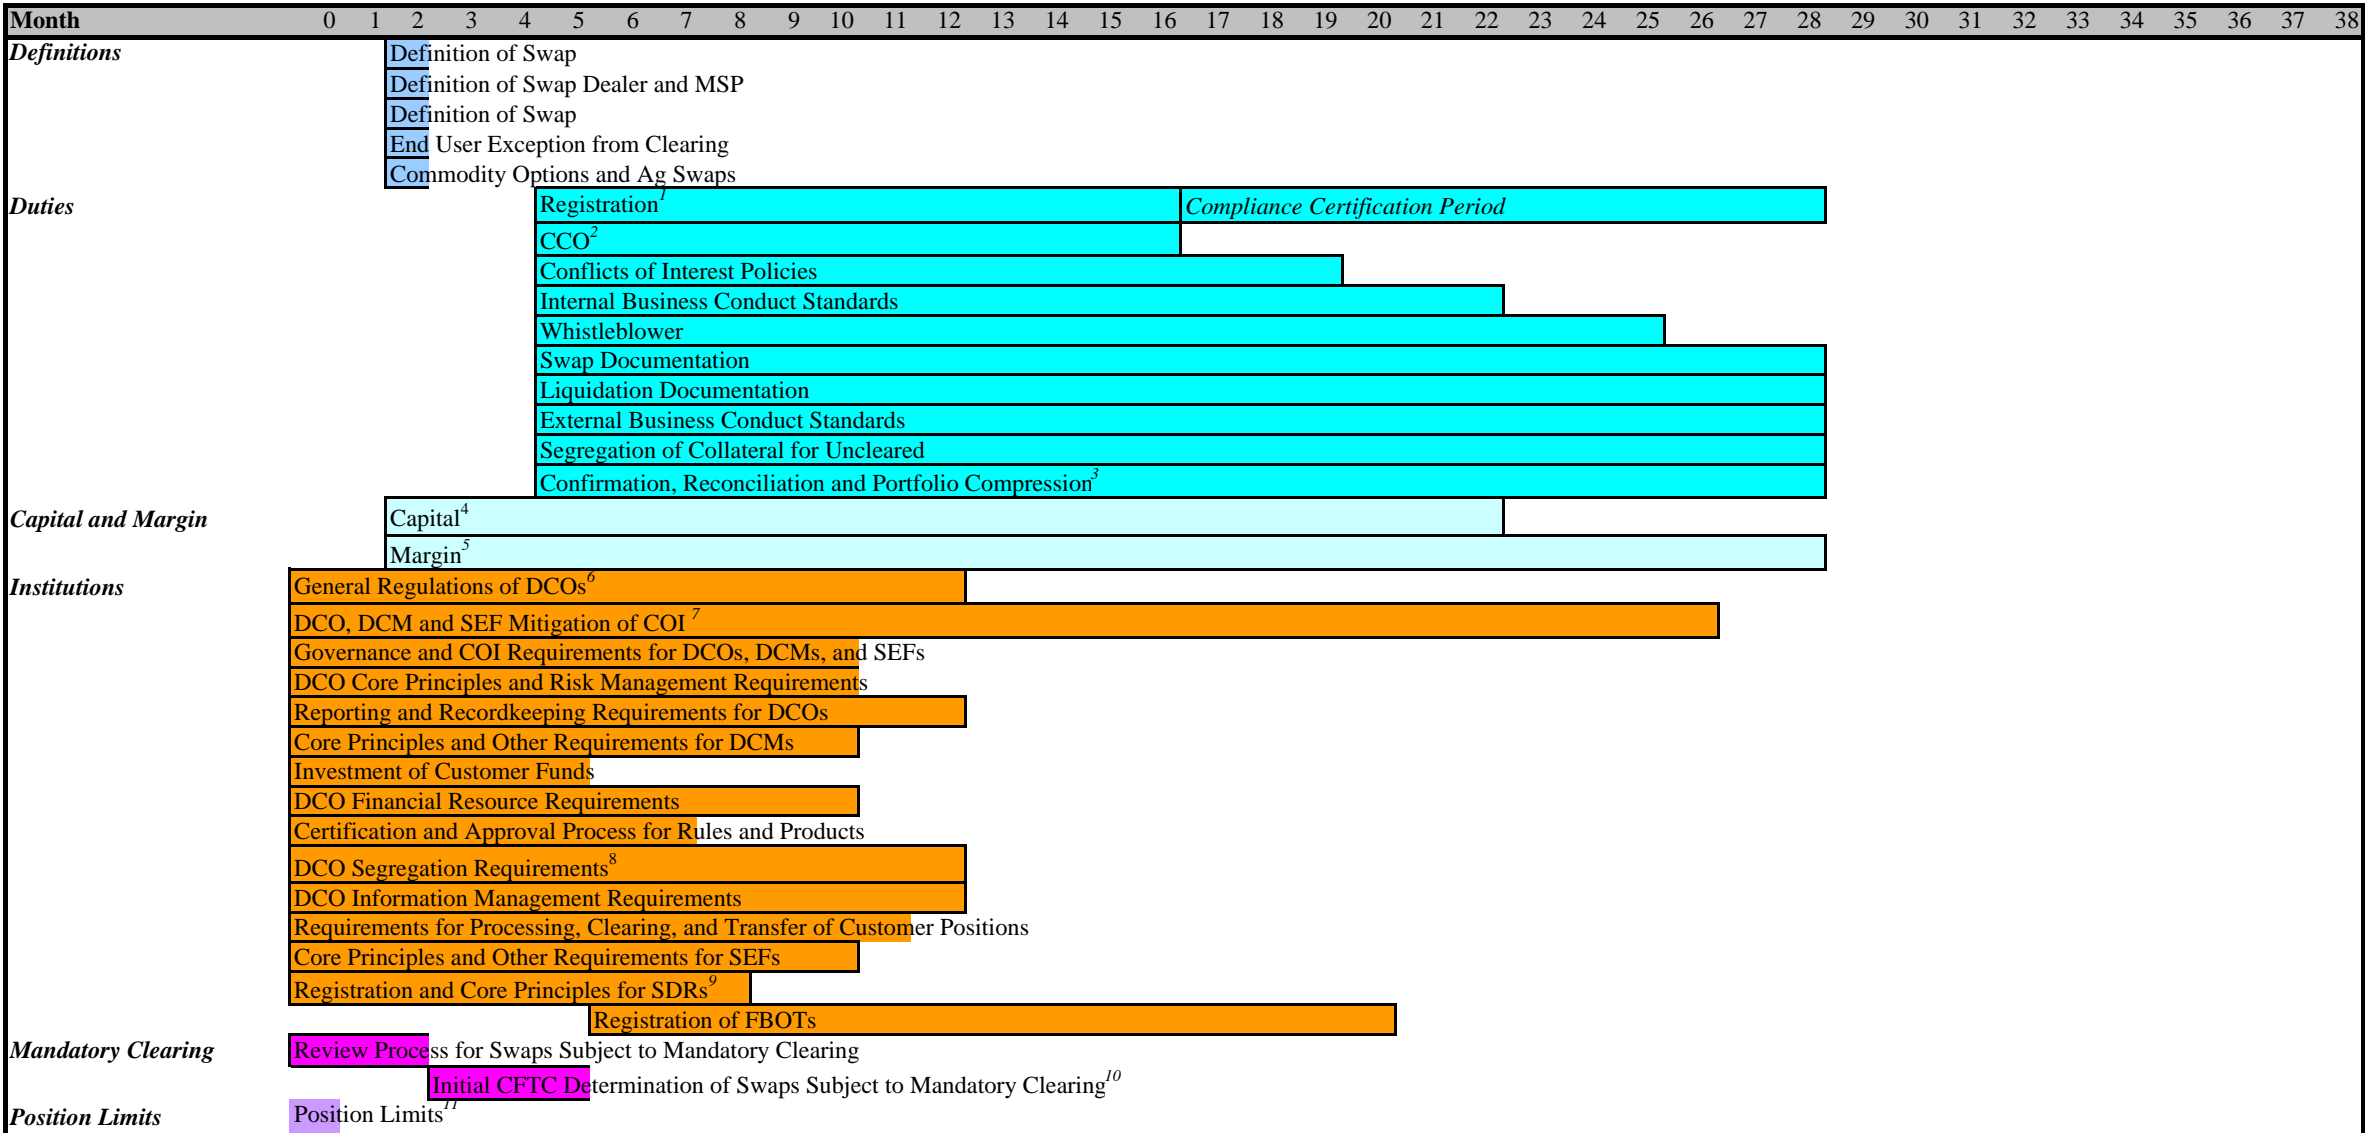 Month 0 1 2 3 4 5 6 7 8 9 10 11 12 13 14 15 16 17 18 19 20 21 22 23 24 25 26 27 28 29 30 31 32 33 34 35 36 37 38
Definitions Definition of Swap
Definition of Swap Dealer and MSP
Definition of Swap
End User Exception from Clearing
Commodity Options and Ag Swaps
Duties Registration1 Compliance Certification Period
CCO2
Conflicts of Interest Policies
Internal Business Conduct Standards
Whistleblower
Swap Documentation
Liquidation Documentation
External Business Conduct Standards
Segregation of Collateral for Uncleared
Confirmation, Reconciliation and Portfolio Compression3
Capital and Margin Capital4
Margin5
Institutions General Regulations of DCOs6
DCO, DCM and SEF Mitigation of COI 7
Governance and COI Requirements for DCOs, DCMs, and SEFs
DCO Core Principles and Risk Management Requirements
Reporting and Recordkeeping Requirements for DCOs
Core Principles and Other Requirements for DCMs
Investment of Customer Funds
DCO Financial Resource Requirements
Certification and Approval Process for Rules and Products
DCO Segregation Requirements8
DCO Information Management Requirements
Requirements for Processing, Clearing, and Transfer of Customer Positions
Core Principles and Other Requirements for SEFs
Registration and Core Principles for SDRs9
Registration of FBOTs
Mandatory Clearing Review Process for Swaps Subject to Mandatory Clearing
Initial CFTC Determination of Swaps Subject to Mandatory Clearing10
Position Limits Position Limits11